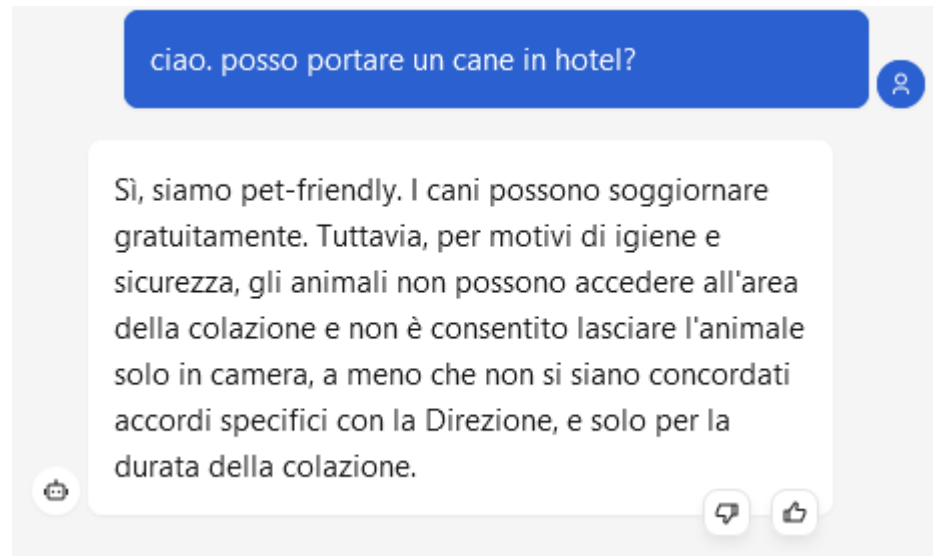 ciao. posso portare un cane in hotel?
Sì, siamo pet-friendly. I cani possono soggiornare
gratuitamente. Tuttavia, per motivi di igiene e
sicurezza, gli animali non possono accedere all'area
della colazione e non è consentito lasciare l'animale
solo in camera, a meno che non si siano concordati
accordi specifici con la Direzione, e solo per la
durata della colazione.